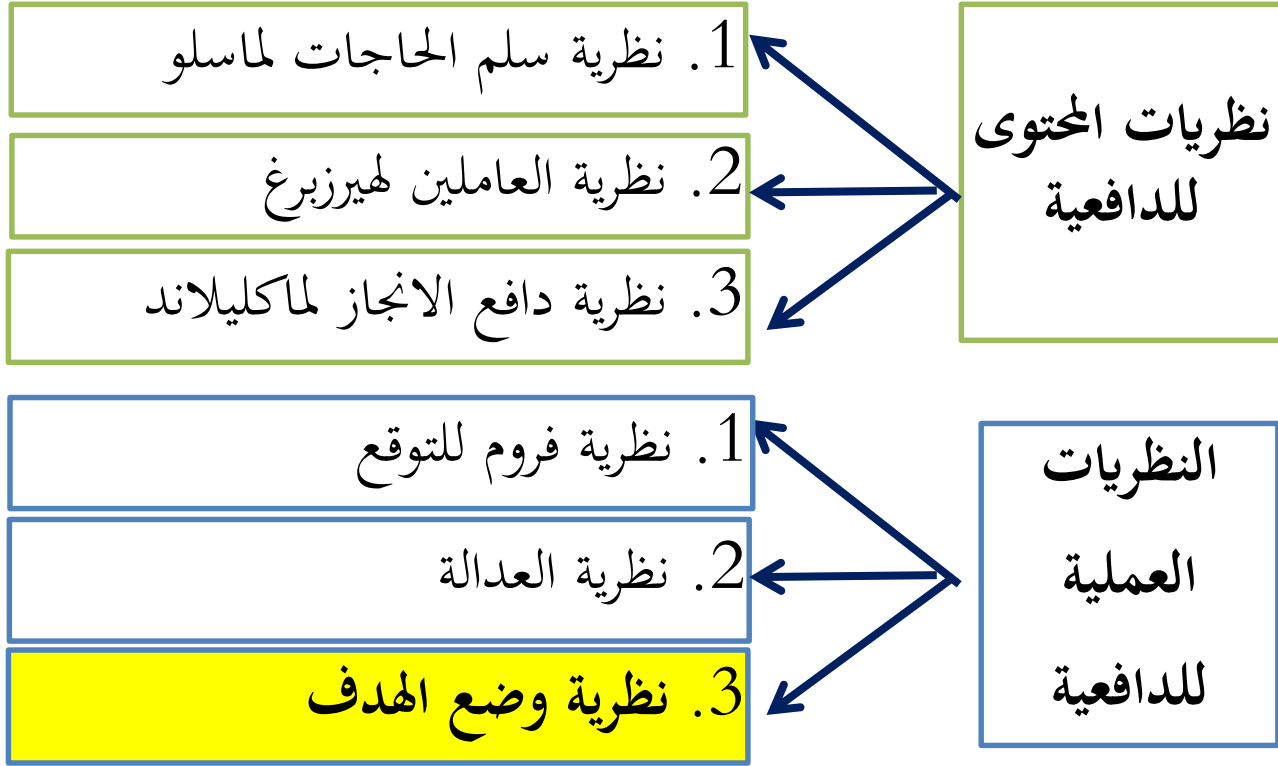 نظريات المحتوى
للدافعية
1. نظرية سلم الحاجات لماسلو
2. نظرية العاملين لهيرزبرغ
3. نظرية دافع الانجاز لماكليلاند
النظريات
العملية
للدافعية
1. نظرية فروم للتوقع
2. نظرية العدالة
3. نظرية وضع الهدف